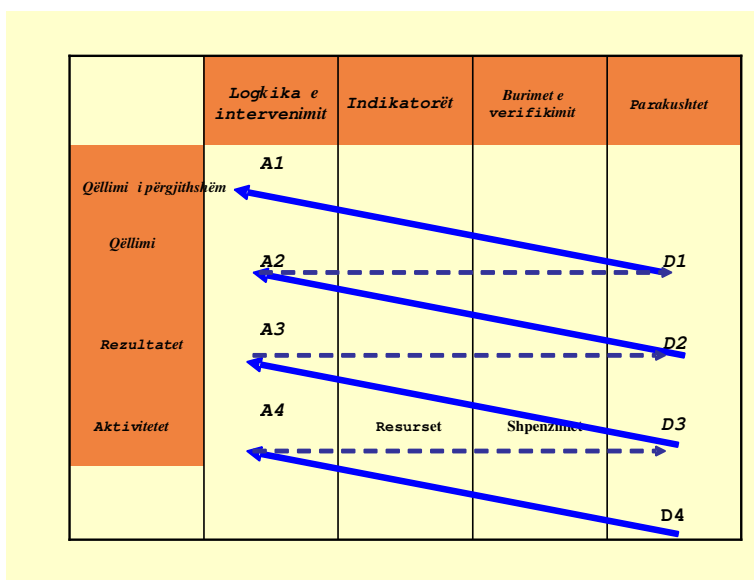 Logkika e
intervenimit
Indikatorët
Burimet e
verifikimit
Parakushtet
Qëllimi i përgjithshëm
A1
Qëllimi
A2
D1
Rezultatet
A3
D2
Aktivitetet
A4
Resurset
Shpenzimet
D3
D4